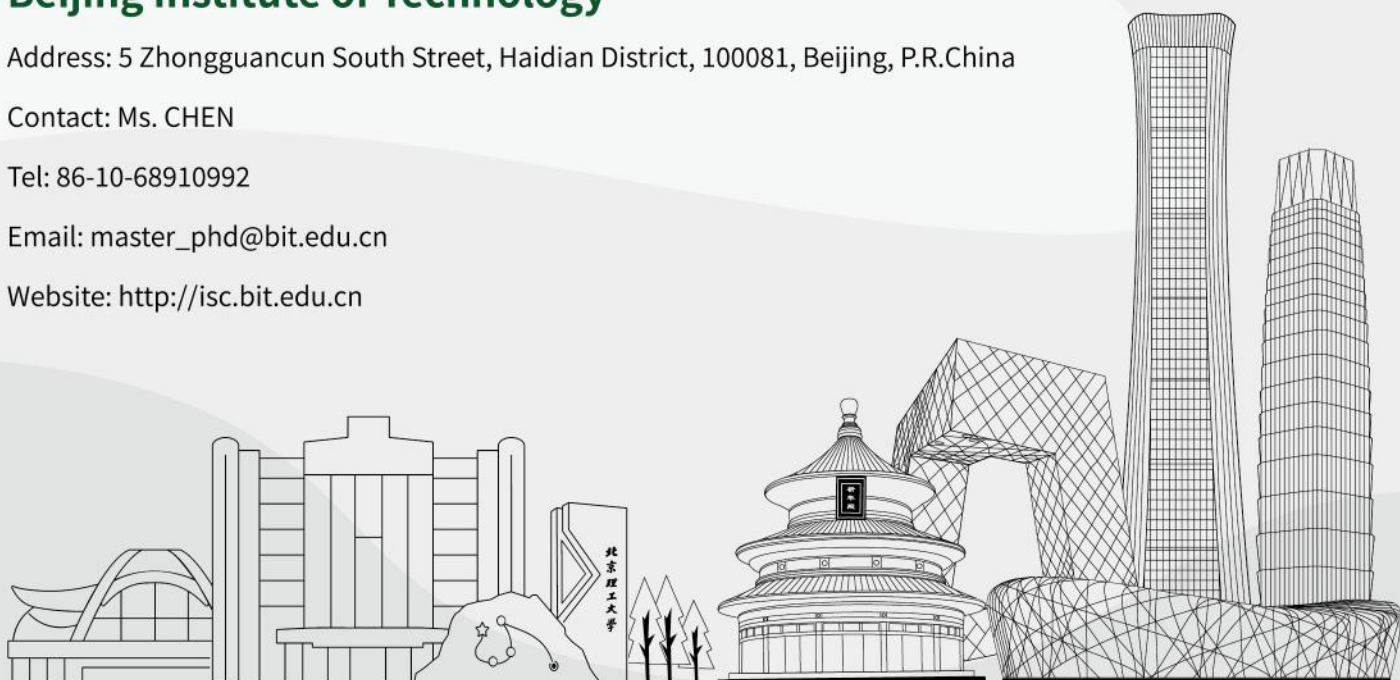 Beijing Institute of Technology
Address: 5 Zhongguancun South Street, Haidian District, 100081, Beijing, P.R.China
Contact: Ms. CHEN
Tel: 86-10-68910992
Email: master_phd@bit.edu.cn
Website: http://isc.bit.edu.cn
北京理工大学